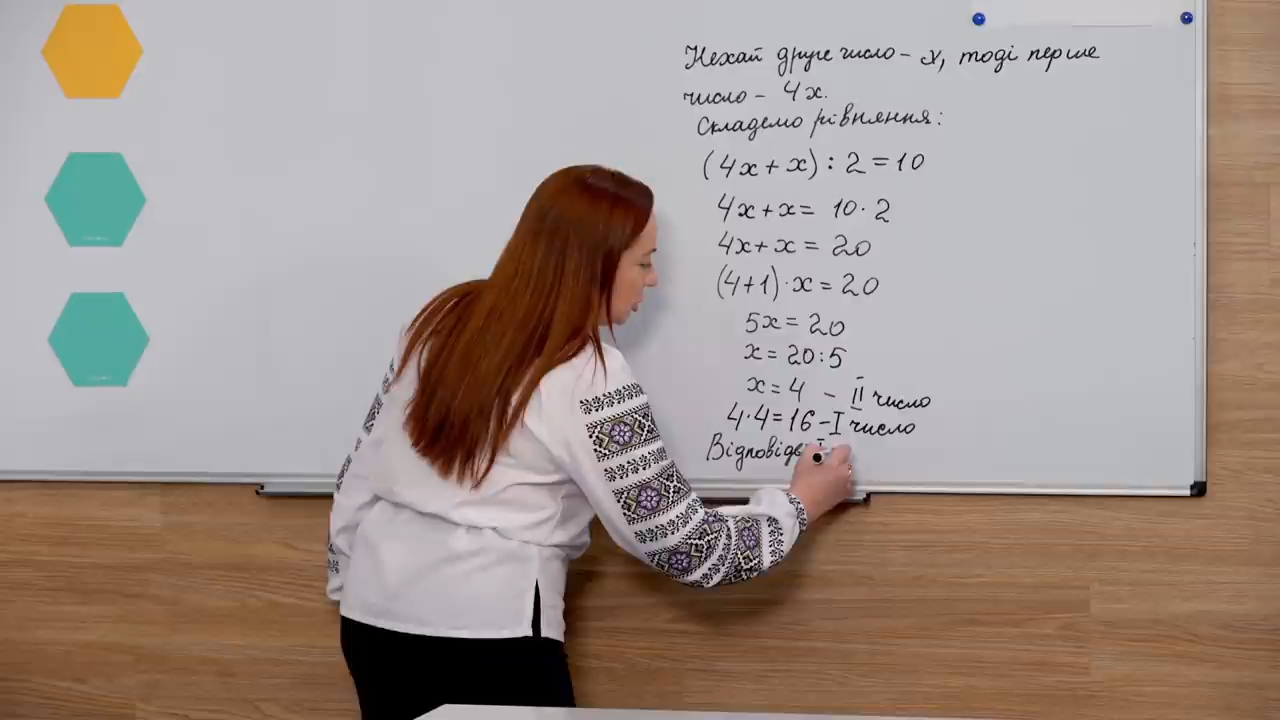 Нехай друге число - x, тоді перше
число - 4x.
Складемо рівняння:
(4x + x) : 2 = 10
4x + x = 10 · 2
4x + x = 20
(4+1) · x = 20
5x = 20
x = 20 : 5
x = 4 - II число
4 · 4 = 16 - I число